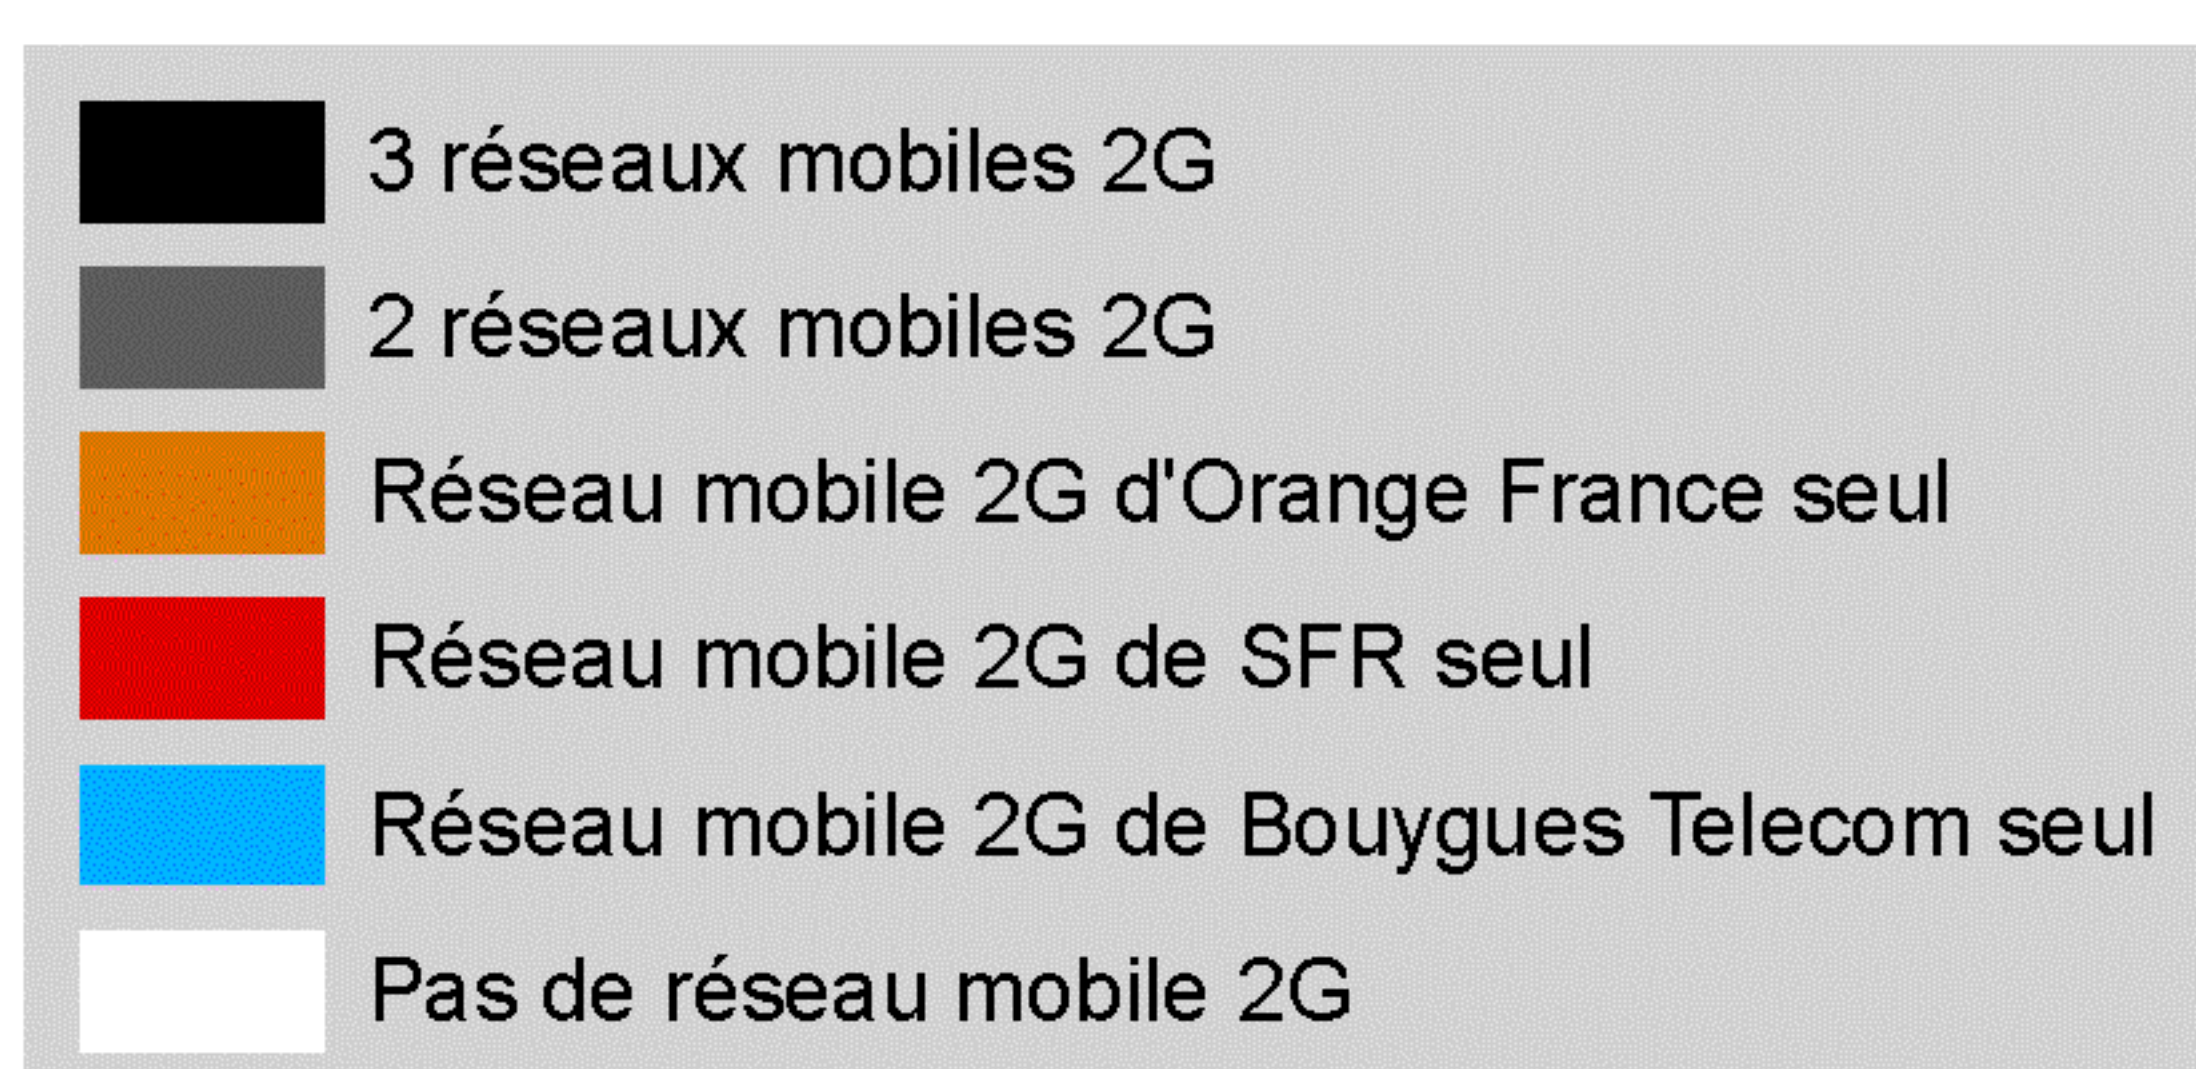 3 réseaux mobiles 2G
2 réseaux mobiles 2G
Réseau mobile 2G d'Orange France seul
Réseau mobile 2G de SFR seul
Réseau mobile 2G de Bouygues Telecom seul
Pas de réseau mobile 2G